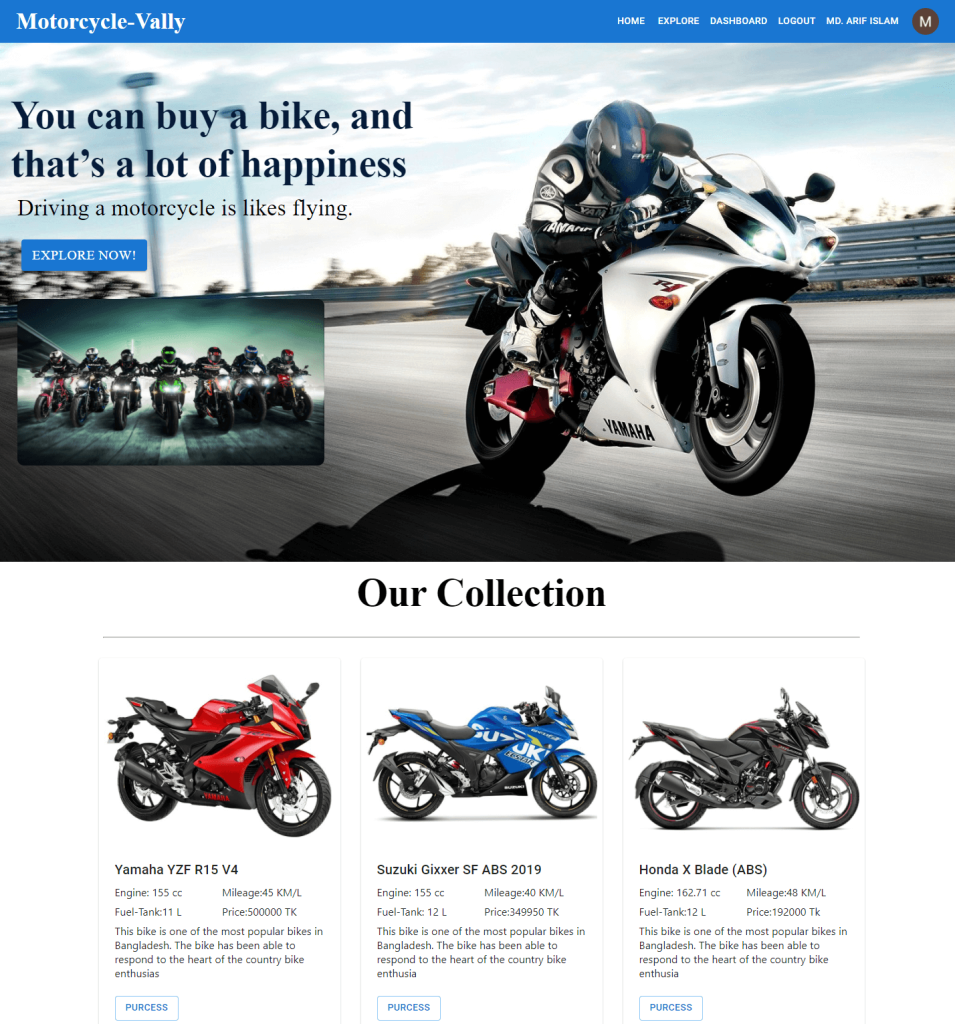 Motorcycle-Vally
HOME EXPLORE DASHBOARD LOGOUT MD. ARIF ISLAM M
You can buy a bike, and
that's a lot of happiness
Driving a motorcycle is likes flying.
EXPLORE NOW!
YAMAHA
YAMAHA
R1
YAMAHA
Our Collection
YAMAHA
SUZUKI
SUZUKI
Yamaha YZF R15 V4
Engine: 155 cc Mileage:45 KM/L
Fuel-Tank:11 L Price:500000 TK
This bike is one of the most popular bikes in
Bangladesh. The bike has been able to
respond to the heart of the country bike
enthusias
PURCESS
Suzuki Gixxer SF ABS 2019
Engine: 155 cc Mileage:40 KM/L
Fuel-Tank: 12 L Price:349950 TK
This bike is one of the most popular bikes in
Bangladesh. The bike has been able to
respond to the heart of the country bike
enthusia
PURCESS
Honda X Blade (ABS)
Engine: 162.71 cc Mileage:48 KM/L
Fuel-Tank:12 L Price:192000 Tk
This bike is one of the most popular bikes in
Bangladesh. The bike has been able to
respond to the heart of the country bike
enthusia
PURCESS